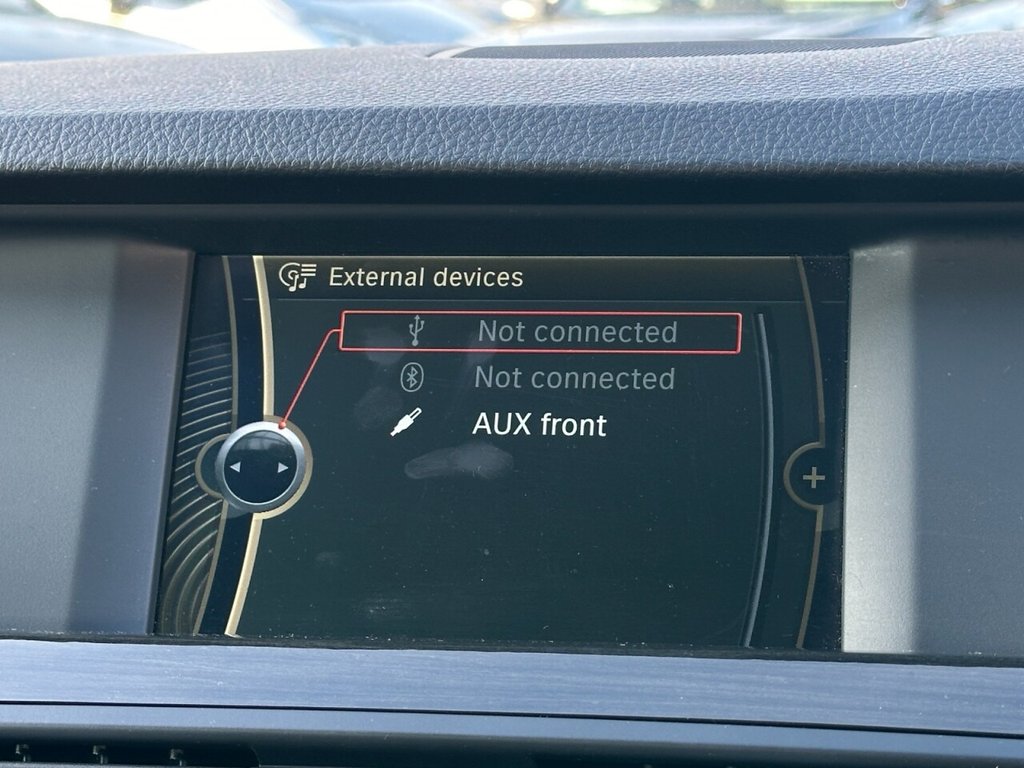 External devices
Not connected
Not connected
AUX front